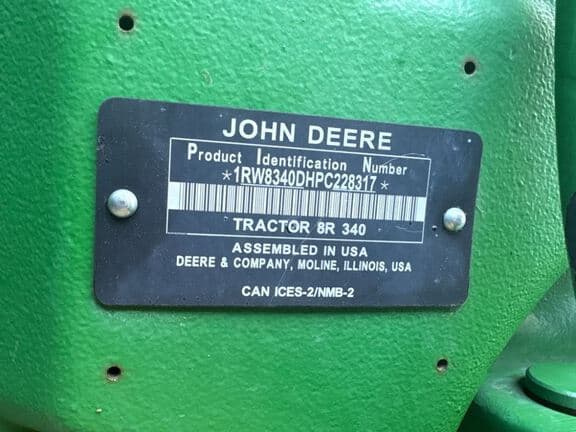 JOHN DEERE
Product Identification Number
*1RW8340DHPC228317*
TRACTOR 8R 340
ASSEMBLED IN USA
DEERE & COMPANY, MOLINE, ILLINOIS, USA
CAN ICES-2/NMB-2